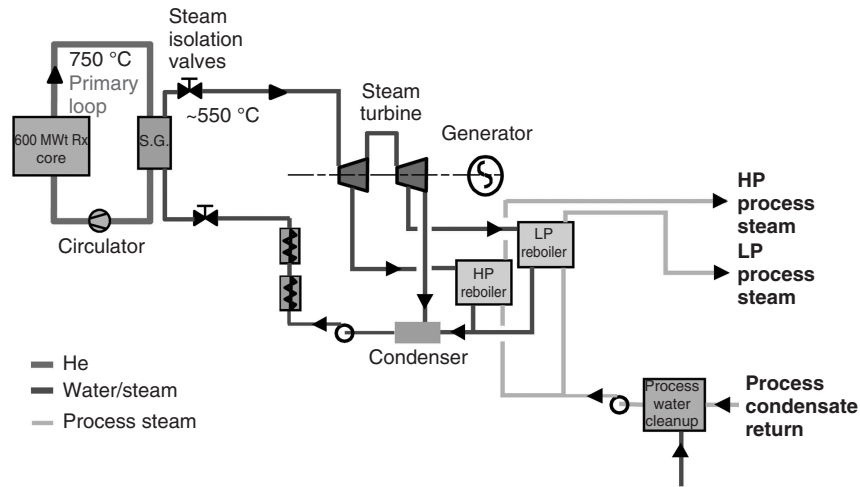 Steam
isolation
valves
750 °C
Primary
loop
~550 °C
Steam
turbine
Generator
600 MWt Rx
core
S.G.
Circulator
HP
process
steam
LP
reboiler
LP
process
steam
HP
reboiler
Condenser
He
Water/steam
Process steam
Process
water
cleanup
Process
condensate
return